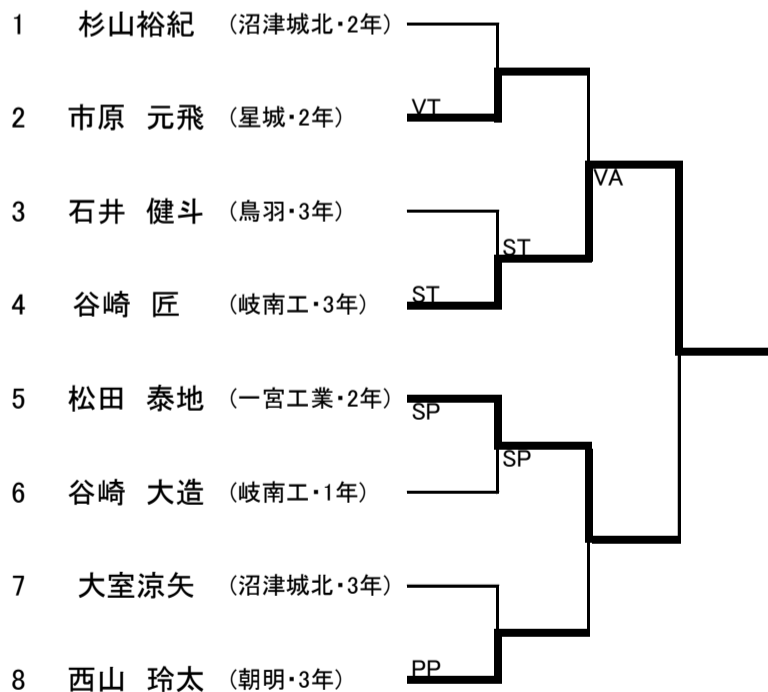 1 杉山裕紀 (沼津城北・2年)
2 市原 元飛 (星城・2年) VT
VA
3 石井 健斗 (鳥羽・3年)
ST
4 谷崎 匠 (岐南工・3年) ST
5 松田 泰地 (一宮工業・2年) SP
SP
6 谷崎 大造 (岐南工・1年)
7 大室涼矢 (沼津城北・3年)
8 西山 玲太 (朝明・3年) PP